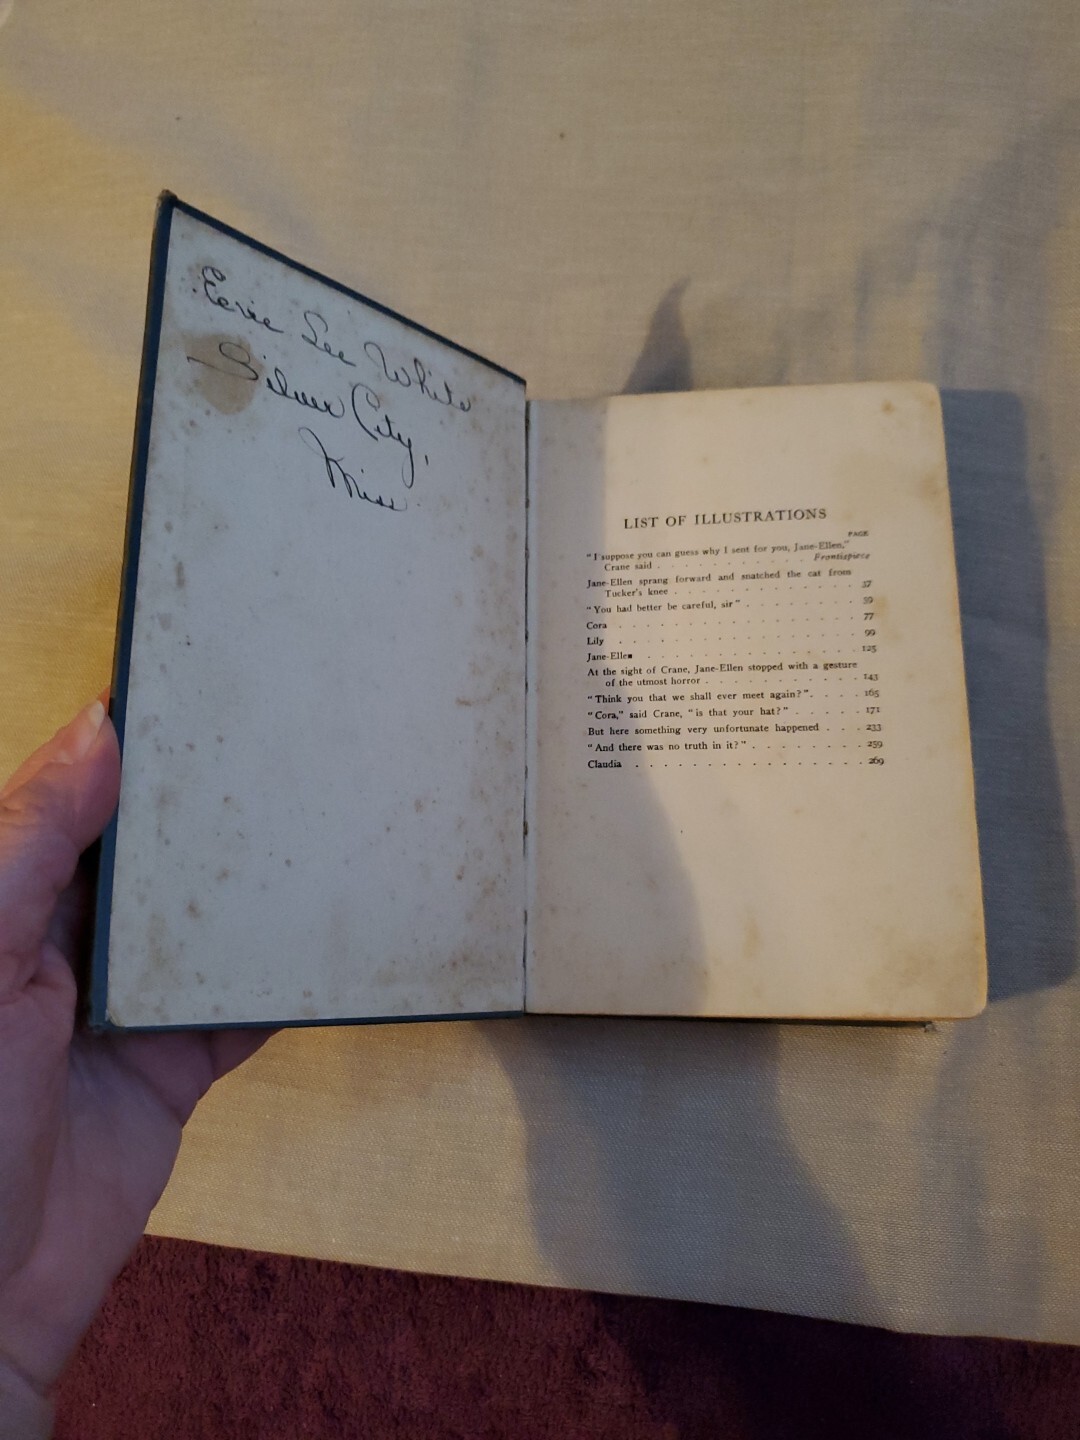 Eevie Lee White
Silver City,
Miss.
LIST OF ILLUSTRATIONS
PAGE
"I suppose you can guess why I sent for you, Jane-Ellen,"
Crane said . . . . . . . . . . . Frontispiece
Jane-Ellen sprang forward and snatched the cat from
Tucker's knee . . . . . . . . . . . . . 37
"You had better be careful, sir" . . . . . . . . 59
Cora . . . . . . . . . . . . . . . . 77
Lily . . . . . . . . . . . . . . . . 99
Jane-Ellen . . . . . . . . . . . . . . 125
At the sight of Crane, Jane-Ellen stopped with a gesture
of the utmost horror . . . . . . . . . . . 143
"Think you that we shall ever meet again?" . . . . 165
"Cora," said Crane, "is that your hat?" . . . . . 171
But here something very unfortunate happened . . . 233
"And there was no truth in it?" . . . . . . . . 259
Claudia . . . . . . . . . . . . . . . . 269